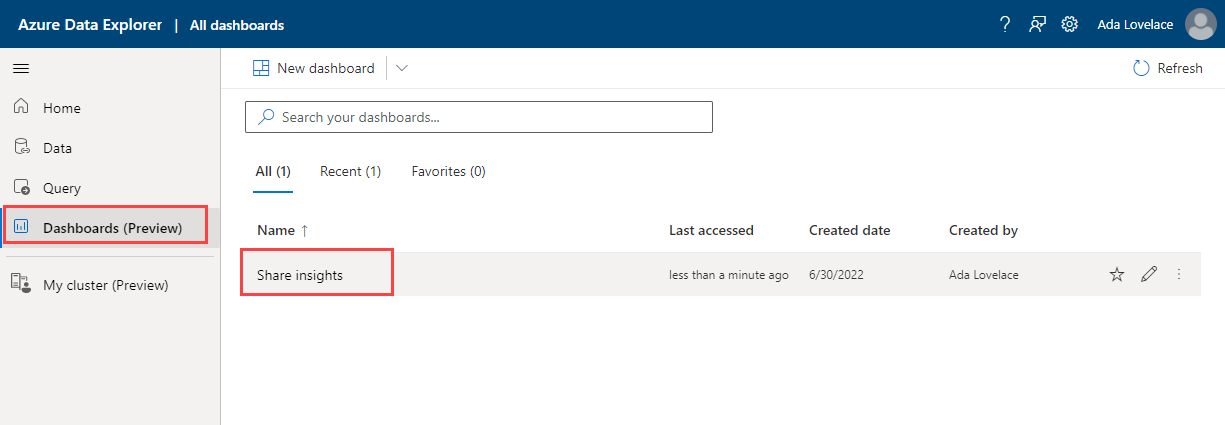 Azure Data Explorer | All dashboards
? Ada Lovelace
New dashboard
Refresh
Home
Data
Query
Dashboards (Preview)
My cluster (Preview)
Search your dashboards...
All (1) Recent (1) Favorites (0)
Name ↑ Last accessed Created date Created by
Share insights less than a minute ago 6/30/2022 Ada Lovelace